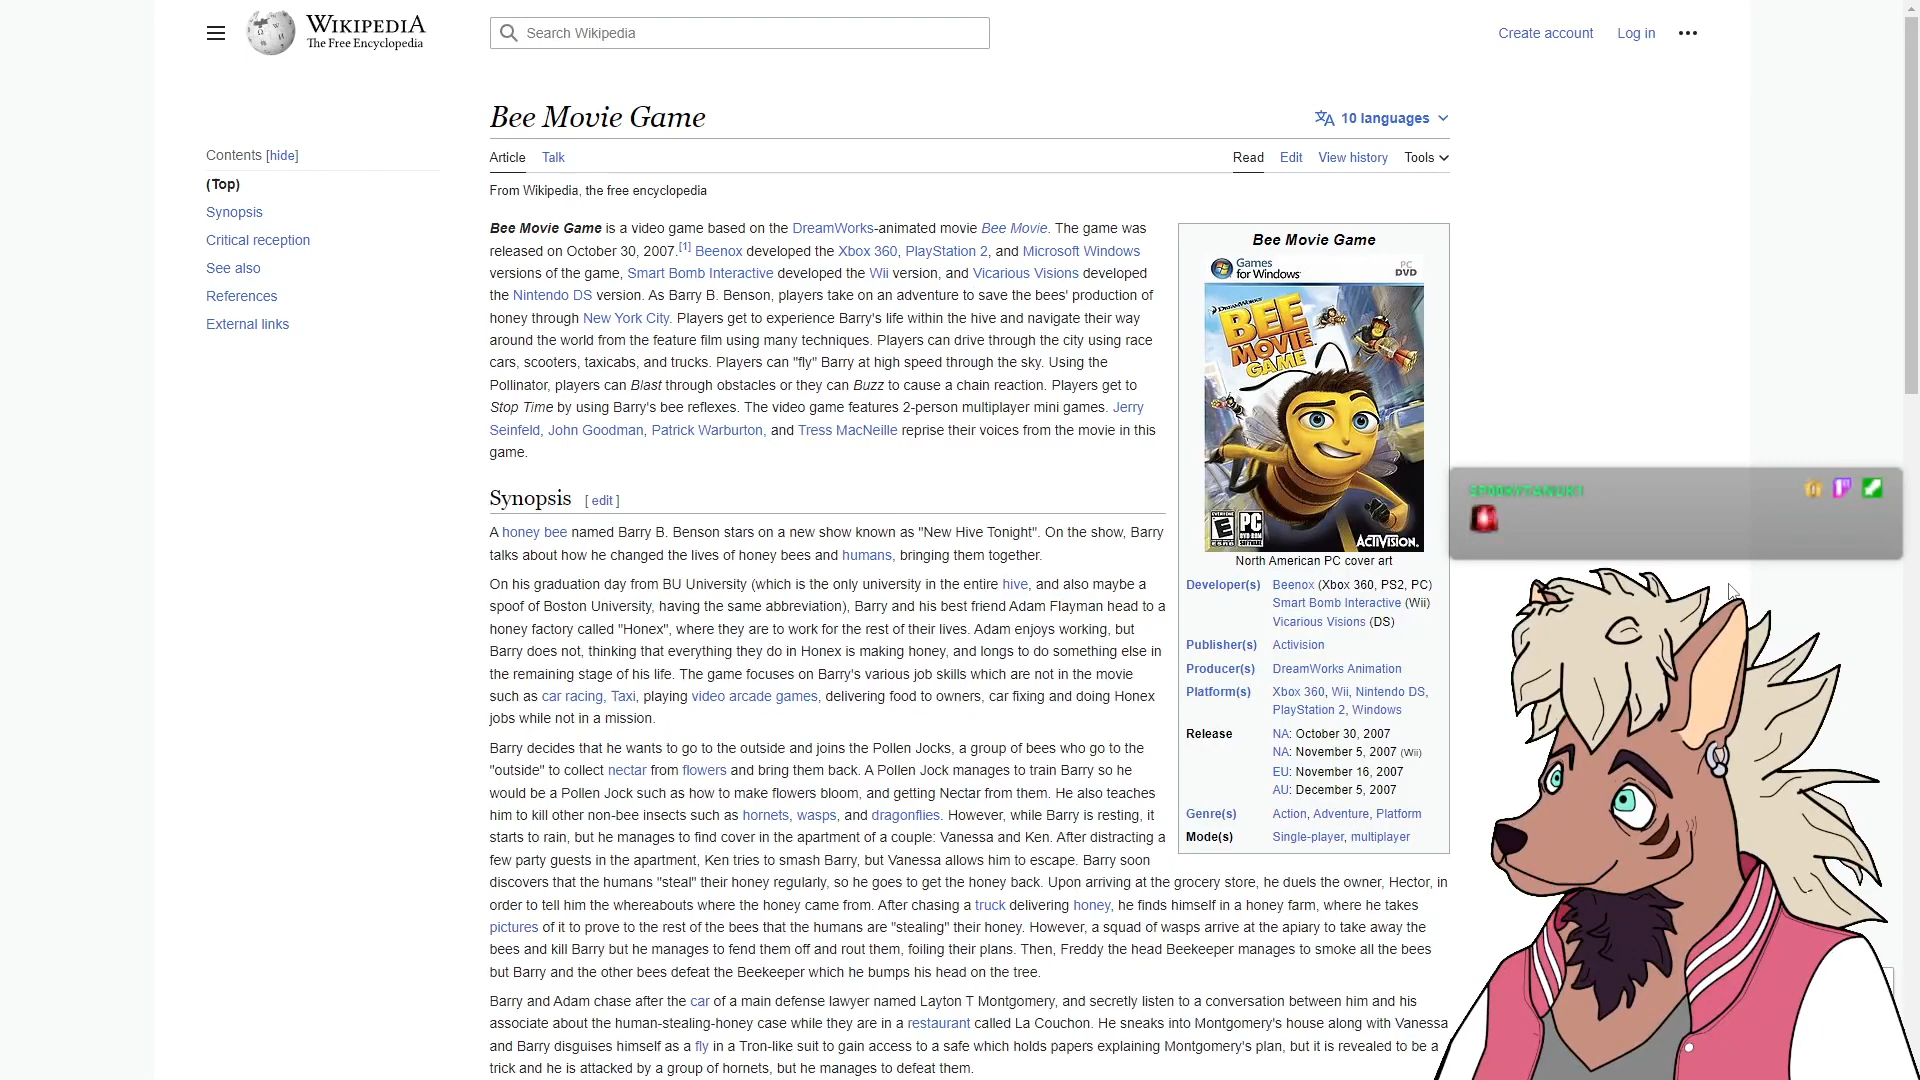 WIKIPEDIA
The Free Encyclopedia
Search Wikipedia
Create account
Log in
Bee Movie Game
10 languages
Contents [hide]
(Top)
Synopsis
Critical reception
See also
References
External links
Article
Talk
Read
Edit
View history
Tools
From Wikipedia, the free encyclopedia
Bee Movie Game is a video game based on the DreamWorks-animated movie Bee Movie. The game was
released on October 30, 2007.[1] Beenox developed the Xbox 360, PlayStation 2, and Microsoft Windows
versions of the game, Smart Bomb Interactive developed the Wii version, and Vicarious Visions developed
the Nintendo DS version. As Barry B. Benson, players take on an adventure to save the bees' production of
honey through New York City. Players get to experience Barry's life within the hive and navigate their way
around the world from the feature film using many techniques. Players can drive through the city using race
cars, scooters, taxicabs, and trucks. Players can "fly" Barry at high speed through the sky. Using the
Pollinator, players can Blast through obstacles or they can Buzz to cause a chain reaction. Players get to
Stop Time by using Barry's bee reflexes. The video game features 2-person multiplayer mini games. Jerry
Seinfeld, John Goodman, Patrick Warburton, and Tress MacNeille reprise their voices from the movie in this
game.
Synopsis [ edit ]
A honey bee named Barry B. Benson stars on a new show known as "New Hive Tonight". On the show, Barry
talks about how he changed the lives of honey bees and humans, bringing them together.
On his graduation day from BU University (which is the only university in the entire hive, and also maybe a
spoof of Boston University, having the same abbreviation), Barry and his best friend Adam Flayman head to a
honey factory called "Honex", where they are to work for the rest of their lives. Adam enjoys working, but
Barry does not, thinking that everything they do in Honex is making honey, and longs to do something else in
the remaining stage of his life. The game focuses on Barry's various job skills which are not in the movie
such as car racing, Taxi, playing video arcade games, delivering food to owners, car fixing and doing Honex
jobs while not in a mission.
Barry decides that he wants to go to the outside and joins the Pollen Jocks, a group of bees who go to the
"outside" to collect nectar from flowers and bring them back. A Pollen Jock manages to train Barry so he
would be a Pollen Jock such as how to make flowers bloom, and getting Nectar from them. He also teaches
him to kill other non-bee insects such as hornets, wasps, and dragonflies. However, while Barry is resting, it
starts to rain, but he manages to find cover in the apartment of a couple: Vanessa and Ken. After distracting a
few party guests in the apartment, Ken tries to smash Barry, but Vanessa allows him to escape. Barry soon
discovers that the humans "steal" their honey regularly, so he goes to get the honey back. Upon arriving at the grocery store, he duels the owner, Hector, in
order to tell him the whereabouts where the honey came from. After chasing a truck delivering honey, he finds himself in a honey farm, where he takes
pictures of it to prove to the rest of the bees that the humans are "stealing" their honey. However, a squad of wasps arrive at the apiary to take away the
bees and kill Barry but he manages to fend them off and rout them, foiling their plans. Then, Freddy the head Beekeeper manages to smoke all the bees
but Barry and the other bees defeat the Beekeeper which he bumps his head on the tree.
Barry and Adam chase after the car of a main defense lawyer named Layton T Montgomery, and secretly listen to a conversation between him and his
associate about the human-stealing-honey case while they are in a restaurant called La Couchon. He sneaks into Montgomery's house along with Vanessa
and Barry disguises himself as a fly in a Tron-like suit to gain access to a safe which holds papers explaining Montgomery's plan, but it is revealed to be a
trick and he is attacked by a group of hornets, but he manages to defeat them.
Bee Movie Game
Games
for Windows
PC
DVD
DREAMWORKS
BEE
MOVIE
GAME
EVERYONE
E
PC
DVD-ROM
SOFTWARE
ACTIVISION.
North American PC cover art
Developer(s) Beenox (Xbox 360, PS2, PC)
Smart Bomb Interactive (Wii)
Vicarious Visions (DS)
Publisher(s) Activision
Producer(s) DreamWorks Animation
Platform(s) Xbox 360, Wii, Nintendo DS,
PlayStation 2, Windows
Release NA: October 30, 2007
NA: November 5, 2007 (Wii)
EU: November 16, 2007
AU: December 5, 2007
Genre(s) Action, Adventure, Platform
Mode(s) Single-player, multiplayer
SPOOKYTANUKI